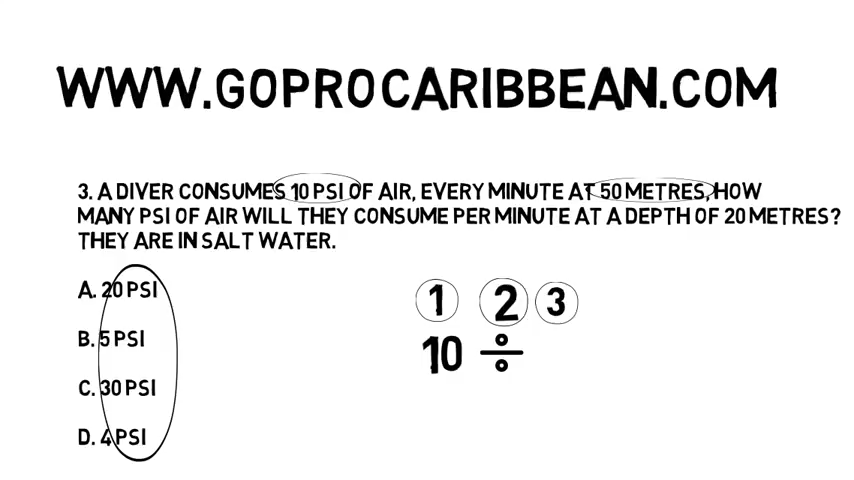 WWW.GOPROCARIBBEAN.COM
3. A DIVER CONSUMES 10 PSI OF AIR, EVERY MINUTE AT 50 METRES, HOW
MANY PSI OF AIR WILL THEY CONSUME PER MINUTE AT A DEPTH OF 20 METRES?
THEY ARE IN SALT WATER.
A. 20 PSI
B. 5 PSI
C. 30 PSI
D. 4 PSI
1 2 3
10 ÷